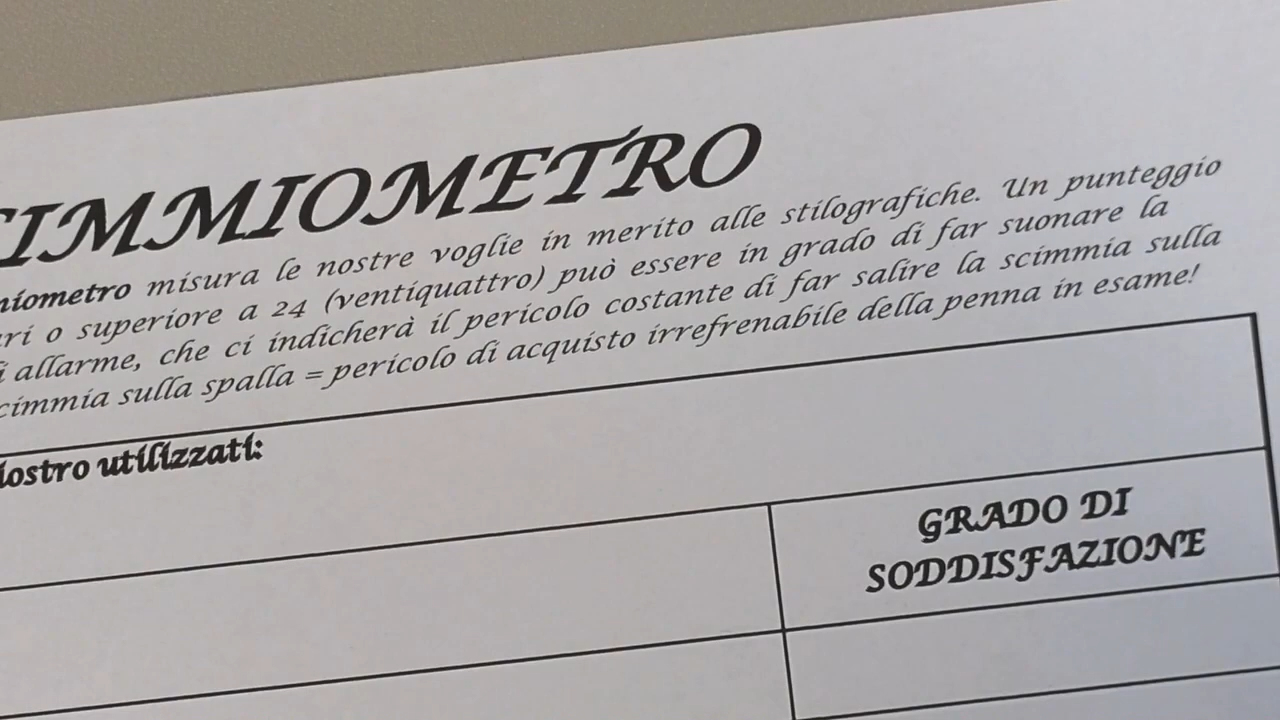 CIMMIOMETRO
miometro misura le nostre voglie in merito alle stilografiche. Un punteggio
ari o superiore a 24 (ventiquattro) può essere in grado di far suonare la
i allarme, che ci indicherà il pericolo costante di far salire la scimmia sulla
cimmia sulla spalla = pericolo di acquisto irrefrenabile della penna in esame!
iostro utilizzati:
GRADO DI
SODDISFAZIONE